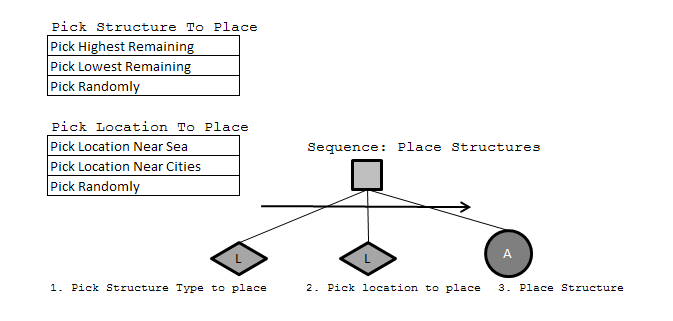 Pick Structure To Place
Pick Highest Remaining
Pick Lowest Remaining
Pick Randomly
Pick Location To Place
Pick Location Near Sea
Pick Location Near Cities
Pick Randomly
Sequence: Place Structures
L
L
A
1. Pick Structure Type to place
2. Pick location to place
3. Place Structure